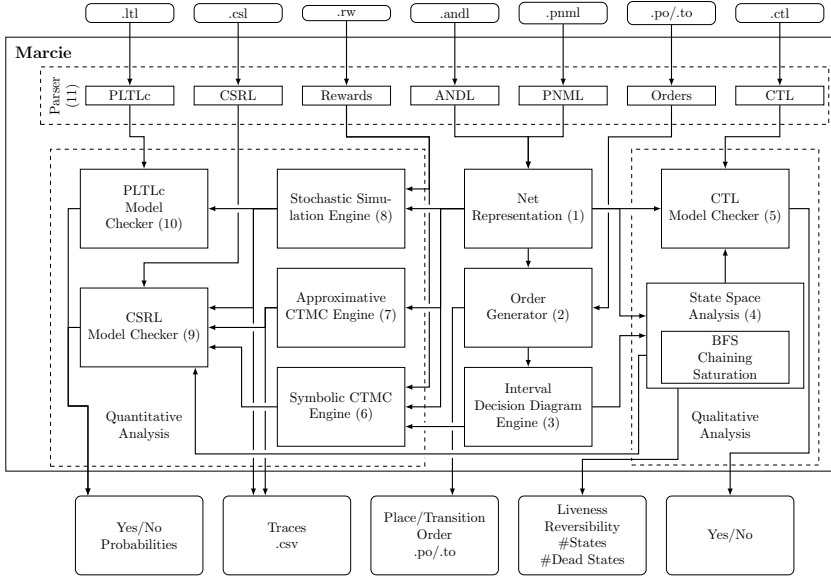 .ltl
.csl
.rw
.andl
.pnml
.po/.to
.ctl
Marcie
Parser
(11)
PLTLc
CSRL
Rewards
ANDL
PNML
Orders
CTL
PLTLc
Model
Checker (10)
Stochastic Simu-
lation Engine (8)
Net
Representation (1)
CTL
Model Checker (5)
CSRL
Model Checker (9)
Approximative
CTMC Engine (7)
Order
Generator (2)
State Space
Analysis (4)
BFS
Chaining
Saturation
Symbolic CTMC
Engine (6)
Interval
Decision Diagram
Engine (3)
Quantitative
Analysis
Qualitative
Analysis
Yes/No
Probabilities
Traces
.csv
Place/Transition
Order
.po/.to
Liveness
Reversibility
#States
#Dead States
Yes/No